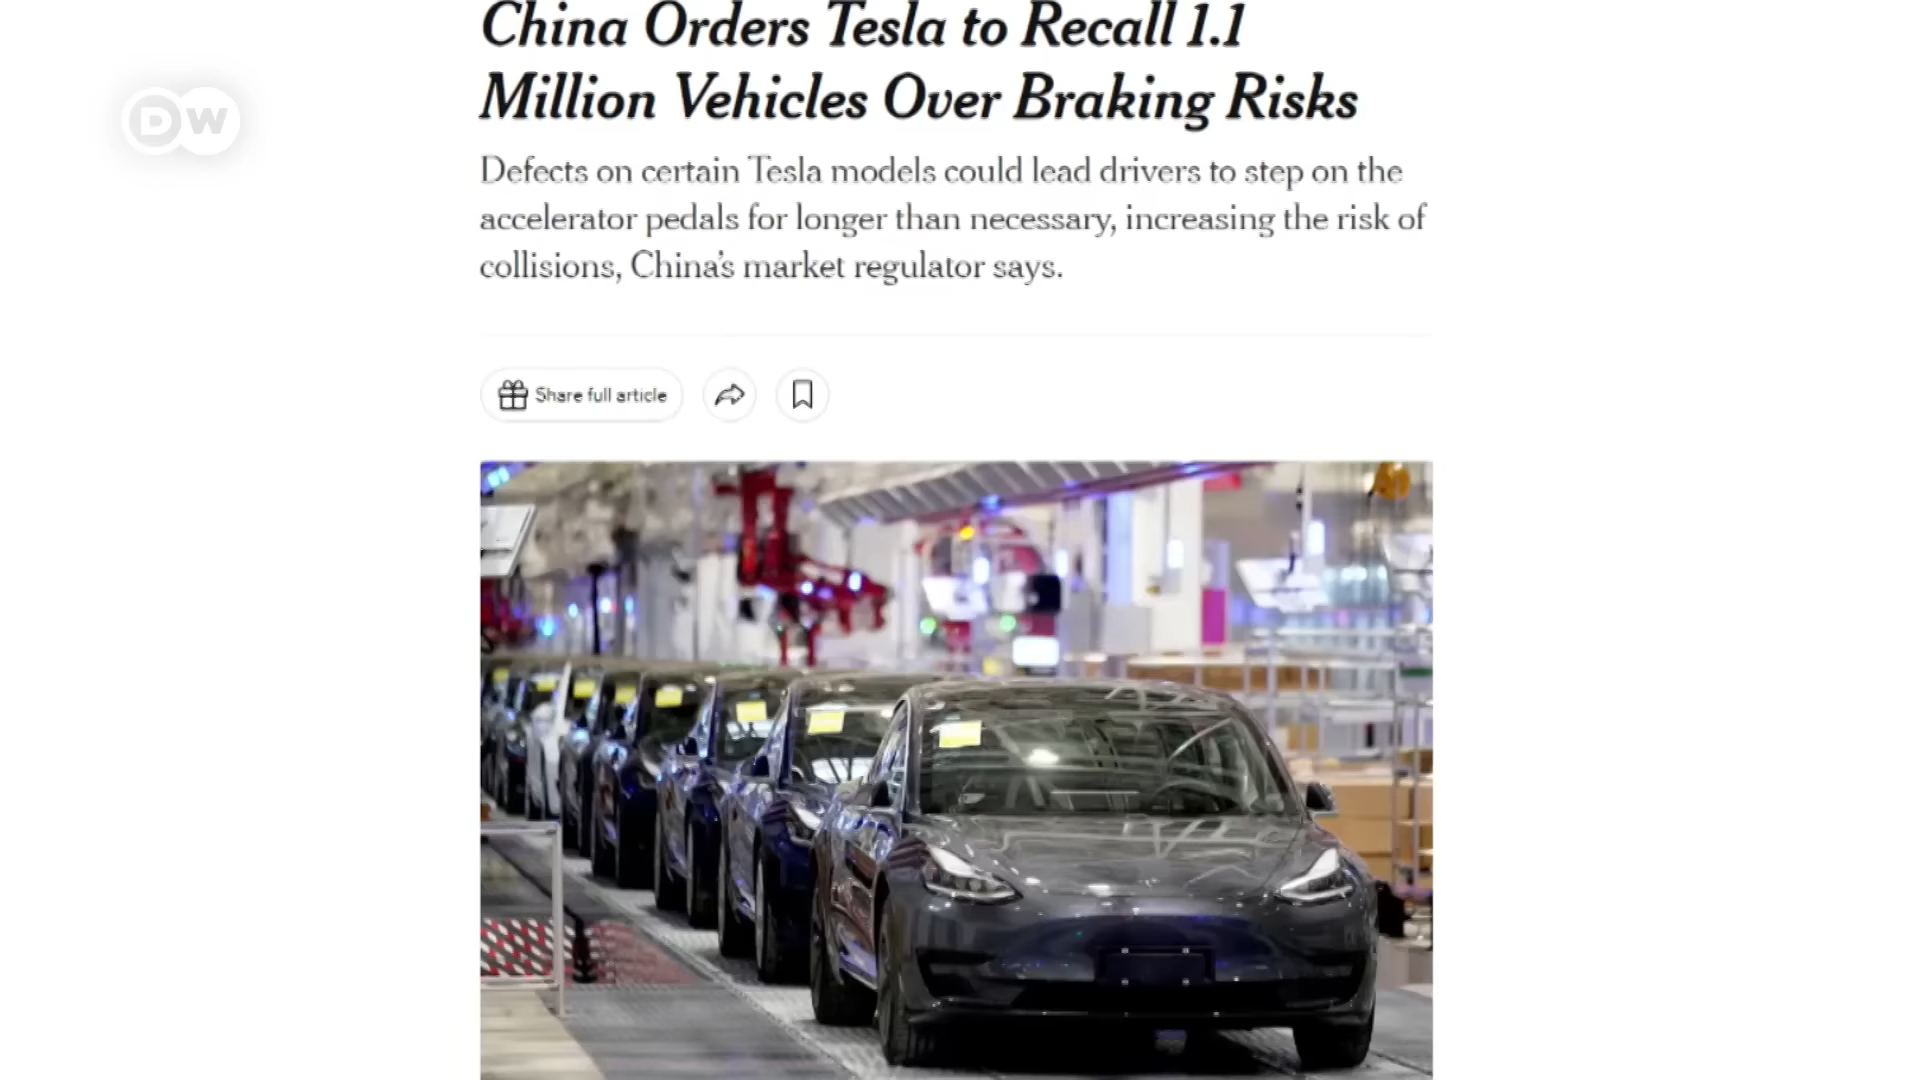 China Orders Tesla to Recall 1.1
Million Vehicles Over Braking Risks
DW
Defects on certain Tesla models could lead drivers to step on the
accelerator pedals for longer than necessary, increasing the risk of
collisions, China's market regulator says.
Share full article